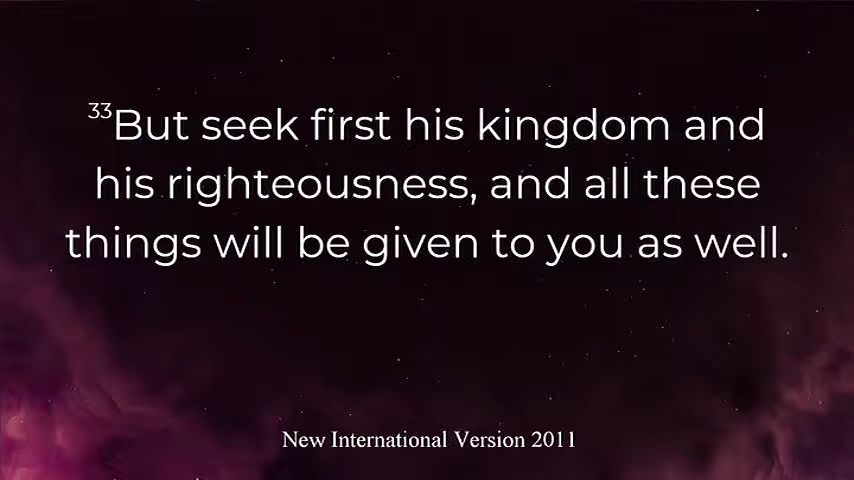 33But seek first his kingdom and
his righteousness, and all these
things will be given to you as well.
New International Version 2011